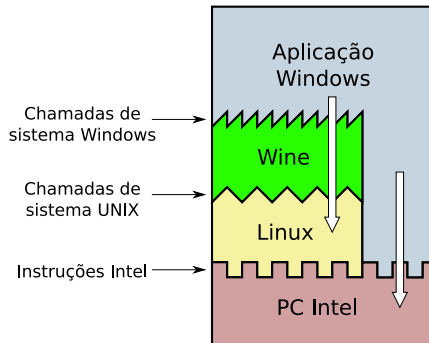 Aplicação
Windows
Chamadas de
sistema Windows
Wine
Chamadas de
sistema UNIX
Linux
Instruções Intel
PC Intel